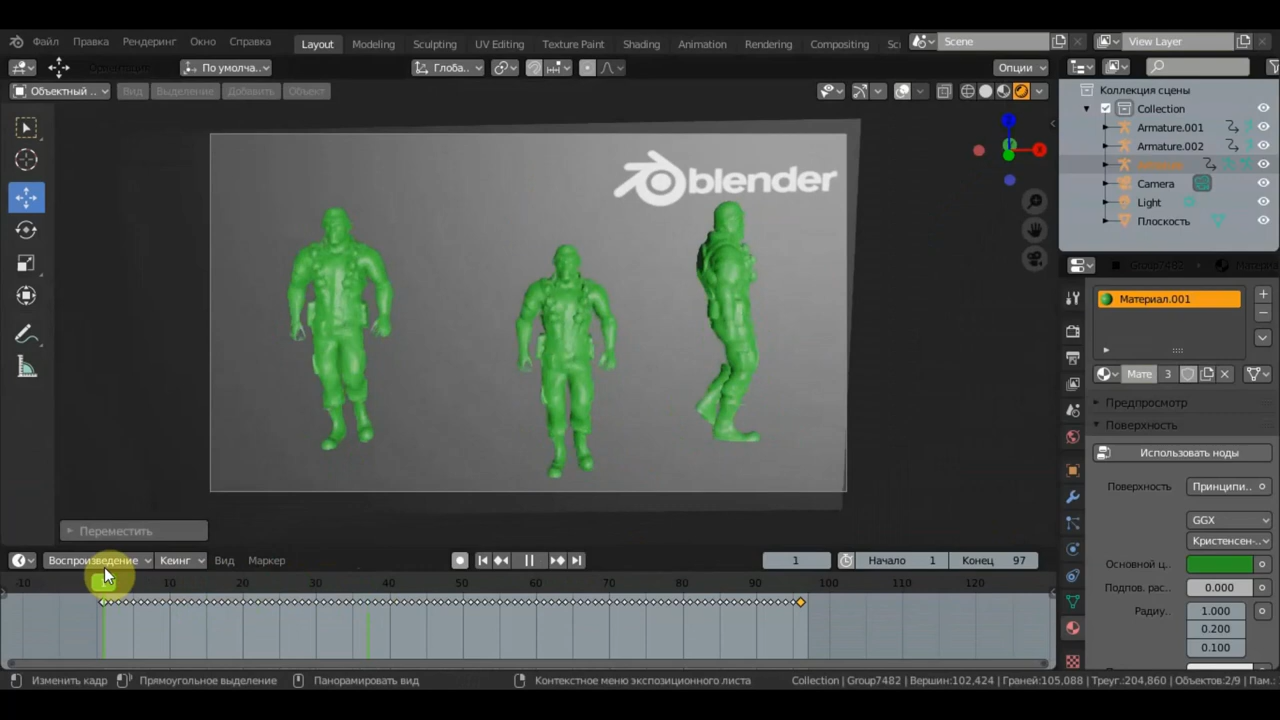 Файл Правка Рендеринг Окно Справка Layout Modeling Sculpting UV Editing Texture Paint Shading Animation Rendering Compositing Sc Scene View Layer
По умолча.. Глоба.. Опции
Объектный .. Вид Выделение Добавить Объект
Коллекция сцены
Collection
Armature.001
Armature.002
Camera
Light
Плоскость
blender
Group7482
Материал.001
Мате 3
Предпросмотр
Поверхность
Использовать ноды
Поверхность Принципи..
GGX
Кристенсен-..
Основной ц..
Подпов. рас.. 0.000
Радиу.. 1.000
0.200
0.100
Переместить
Воспроизведение Кеинг Вид Маркер 1 Начало 1 Конец 97
-10 10 20 30 40 50 60 70 80 90 100 110 120
Изменить кадр Прямоугольное выделение Панорамировать вид Контекстное меню экспозиционного листа Collection | Group7482 | Вершин:102,424 | Граней:105,088 | Треуг.:204,860 | Объектов:2/9 | Пам.: